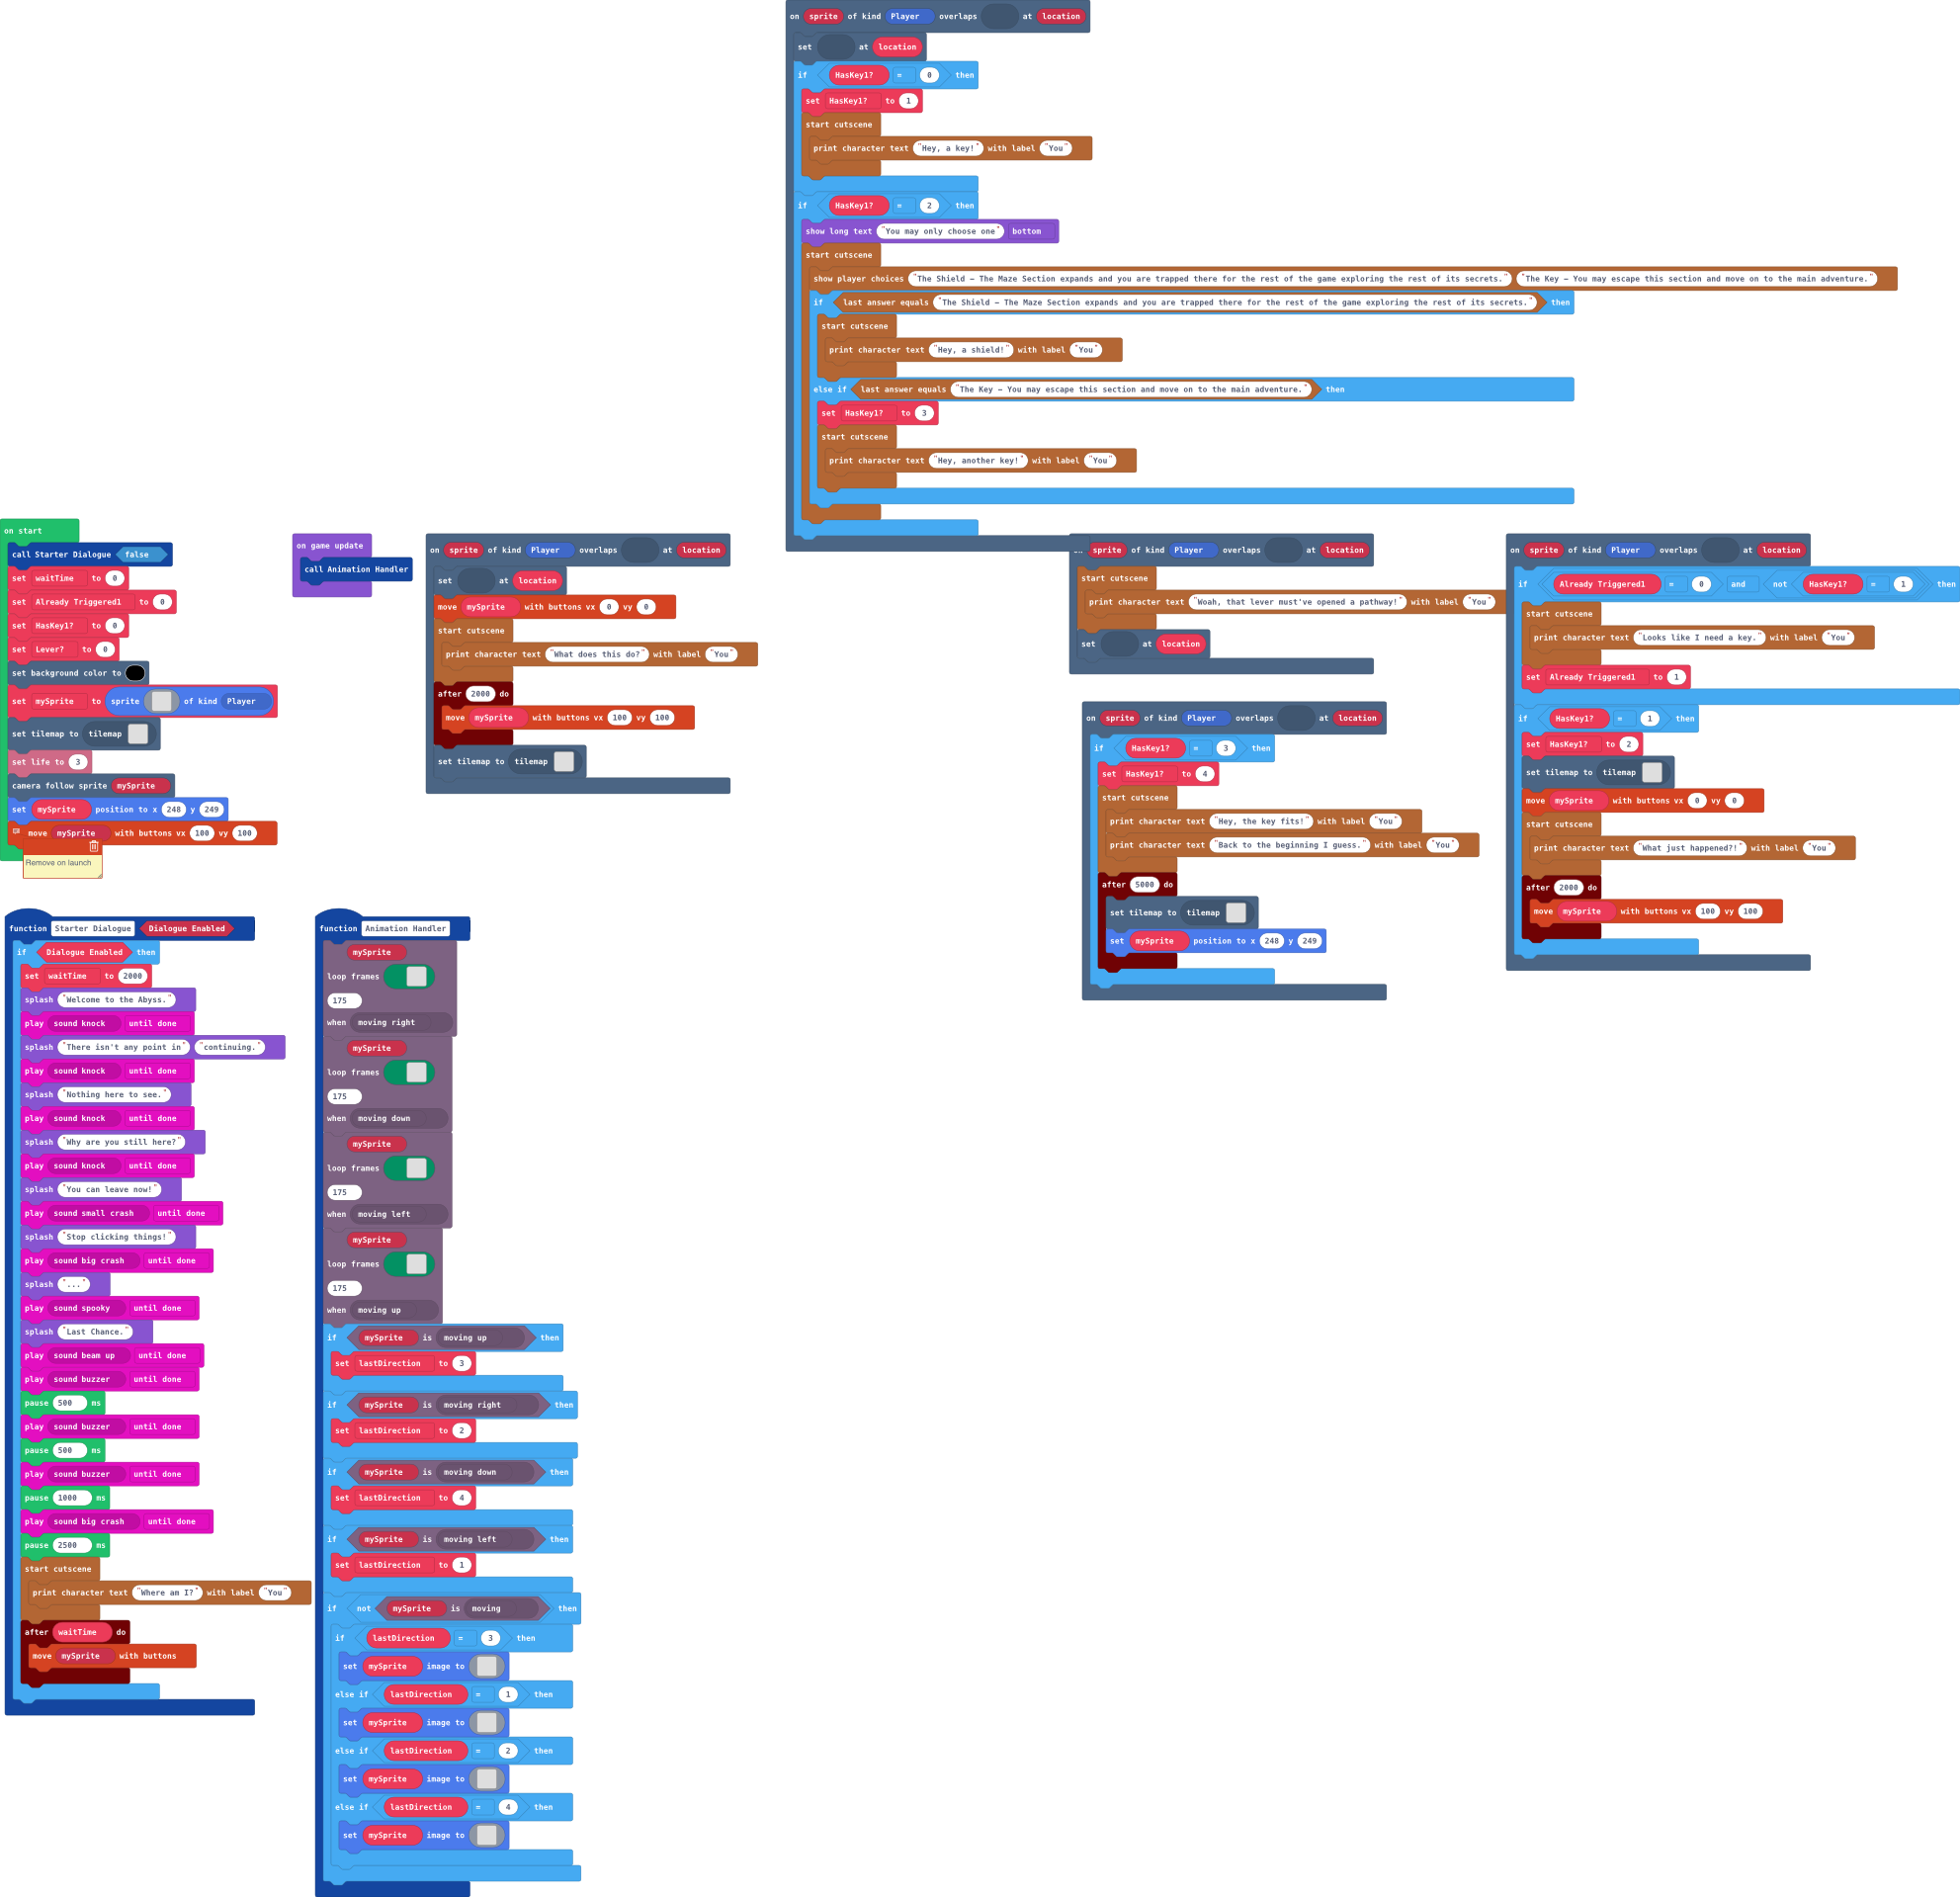 on sprite of kind Player overlaps at location
set at location
if HasKey1? = 0 then
set HasKey1? to 1
start cutscene
print character text "Hey, a key!" with label "You"
if HasKey1? = 2 then
show long text "You may only choose one" bottom
start cutscene
show player choices "The Shield – The Maze Section expands and you are trapped there for the rest of the game exploring the rest of its secrets." "The Key – You may escape this section and move on to the main adventure."
if last answer equals "The Shield – The Maze Section expands and you are trapped there for the rest of the game exploring the rest of its secrets." then
start cutscene
print character text "Hey, a shield!" with label "You"
else if last answer equals "The Key – You may escape this section and move on to the main adventure." then
set HasKey1? to 3
start cutscene
print character text "Hey, another key!" with label "You"
on start
call Starter Dialogue false
set waitTime to 0
set Already Triggered1 to 0
set HasKey1? to 0
set Lever? to 0
set background color to
set mySprite to sprite of kind Player
set tilemap to tilemap
set life to 3
camera follow sprite mySprite
set mySprite position to x 248 y 249
move mySprite with buttons vx 100 vy 100
Remove on launch
on game update
call Animation Handler
on sprite of kind Player overlaps at location
set at location
move mySprite with buttons vx 0 vy 0
start cutscene
print character text "What does this do?" with label "You"
after 2000 do
move mySprite with buttons vx 100 vy 100
set tilemap to tilemap
sprite of kind Player overlaps at location
start cutscene
print character text "Woah, that lever must've opened a pathway!" with label "You"
set at location
on sprite of kind Player overlaps at location
if HasKey1? = 3 then
set HasKey1? to 4
start cutscene
print character text "Hey, the key fits!" with label "You"
print character text "Back to the beginning I guess." with label "You"
after 5000 do
set tilemap to tilemap
set mySprite position to x 248 y 249
on sprite of kind Player overlaps at location
if Already Triggered1 = 0 and not HasKey1? = 1 then
start cutscene
print character text "Looks like I need a key." with label "You"
set Already Triggered1 to 1
if HasKey1? = 1 then
set HasKey1? to 2
set tilemap to tilemap
move mySprite with buttons vx 0 vy 0
start cutscene
print character text "What just happened?!" with label "You"
after 2000 do
move mySprite with buttons vx 100 vy 100
function Starter Dialogue Dialogue Enabled
if Dialogue Enabled then
set waitTime to 2000
splash "Welcome to the Abyss."
play sound knock until done
splash "There isn't any point in" "continuing."
play sound knock until done
splash "Nothing here to see."
play sound knock until done
splash "Why are you still here?"
play sound knock until done
splash "You can leave now!"
play sound small crash until done
splash "Stop clicking things!"
play sound big crash until done
splash "..."
play sound spooky until done
splash "Last Chance."
play sound beam up until done
play sound buzzer until done
pause 500 ms
play sound buzzer until done
pause 500 ms
play sound buzzer until done
pause 1000 ms
play sound big crash until done
pause 2500 ms
start cutscene
print character text "Where am I?" with label "You"
after waitTime do
move mySprite with buttons
function Animation Handler
mySprite
loop frames
175
when moving right
mySprite
loop frames
175
when moving down
mySprite
loop frames
175
when moving left
mySprite
loop frames
175
when moving up
if mySprite is moving up then
set lastDirection to 3
if mySprite is moving right then
set lastDirection to 2
if mySprite is moving down then
set lastDirection to 4
if mySprite is moving left then
set lastDirection to 1
if not mySprite is moving then
if lastDirection = 3 then
set mySprite image to
else if lastDirection = 1 then
set mySprite image to
else if lastDirection = 2 then
set mySprite image to
else if lastDirection = 4 then
set mySprite image to